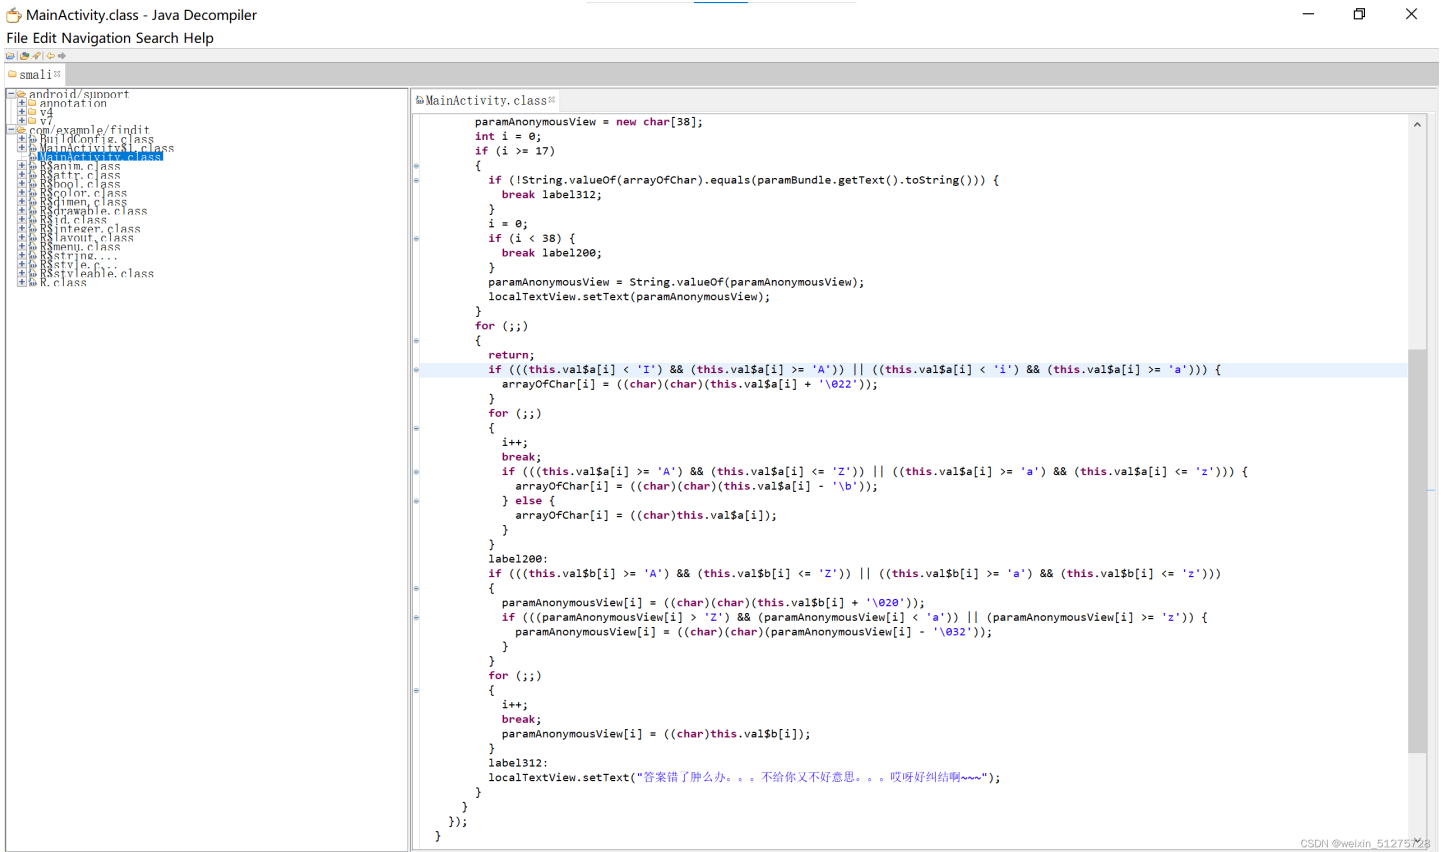 MainActivity.class - Java Decompiler
File Edit Navigation Search Help
smali
android/support
annotation
v4
v7
com/example/findit
BuildConfig.class
MainActivity$1.class
MainActivity.class
R$anim.class
R$attr.class
R$bool.class
R$color.class
R$dimen.class
R$drawable.class
R$id.class
R$integer.class
R$layout.class
R$menu.class
R$string....
R$style.c...
R$styleable.class
R.class
MainActivity.class
paramAnonymousView = new char[38];
int i = 0;
if (i >= 17)
{
if (!String.valueOf(arrayOfChar).equals(paramBundle.getText().toString())) {
break label312;
}
i = 0;
if (i < 38) {
break label200;
}
paramAnonymousView = String.valueOf(paramAnonymousView);
localTextView.setText(paramAnonymousView);
}
for (;;)
{
return;
if (((this.val$a[i] < 'I') && (this.val$a[i] >= 'A')) || ((this.val$a[i] < 'i') && (this.val$a[i] >= 'a'))) {
arrayOfChar[i] = ((char)(char)(this.val$a[i] + '\022'));
}
for (;;)
{
i++;
break;
if (((this.val$a[i] >= 'A') && (this.val$a[i] <= 'Z')) || ((this.val$a[i] >= 'a') && (this.val$a[i] <= 'z'))) {
arrayOfChar[i] = ((char)(char)(this.val$a[i] - '\b'));
} else {
arrayOfChar[i] = ((char)this.val$a[i]);
}
}
label200:
if (((this.val$b[i] >= 'A') && (this.val$b[i] <= 'Z')) || ((this.val$b[i] >= 'a') && (this.val$b[i] <= 'z')))
{
paramAnonymousView[i] = ((char)(char)(this.val$b[i] + '\020'));
if (((paramAnonymousView[i] > 'Z') && (paramAnonymousView[i] < 'a')) || (paramAnonymousView[i] >= 'z')) {
paramAnonymousView[i] = ((char)(char)(paramAnonymousView[i] - '\032'));
}
}
for (;;)
{
i++;
break;
paramAnonymousView[i] = ((char)this.val$b[i]);
}
label312:
localTextView.setText("答案错了肿么办。。。不给你又不好意思。。。哎呀好纠结啊~~~");
}
}
});
}
CSDN @weixin_51275728